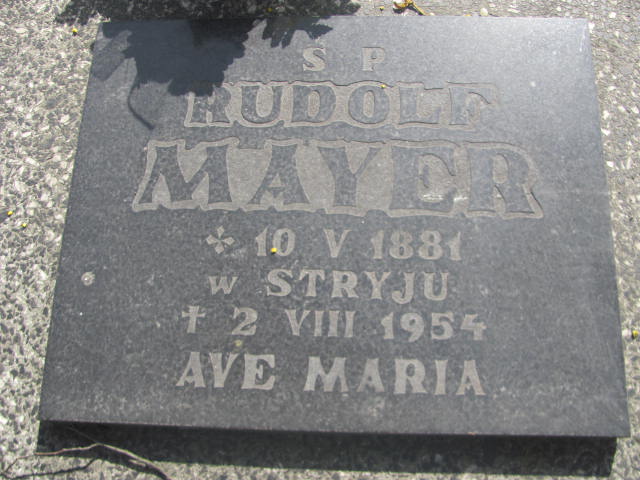 S P
RUDOLF
MAYER
* 10 V 1881
w STRYJU
† 2 VIII 1954
AVE MARIA